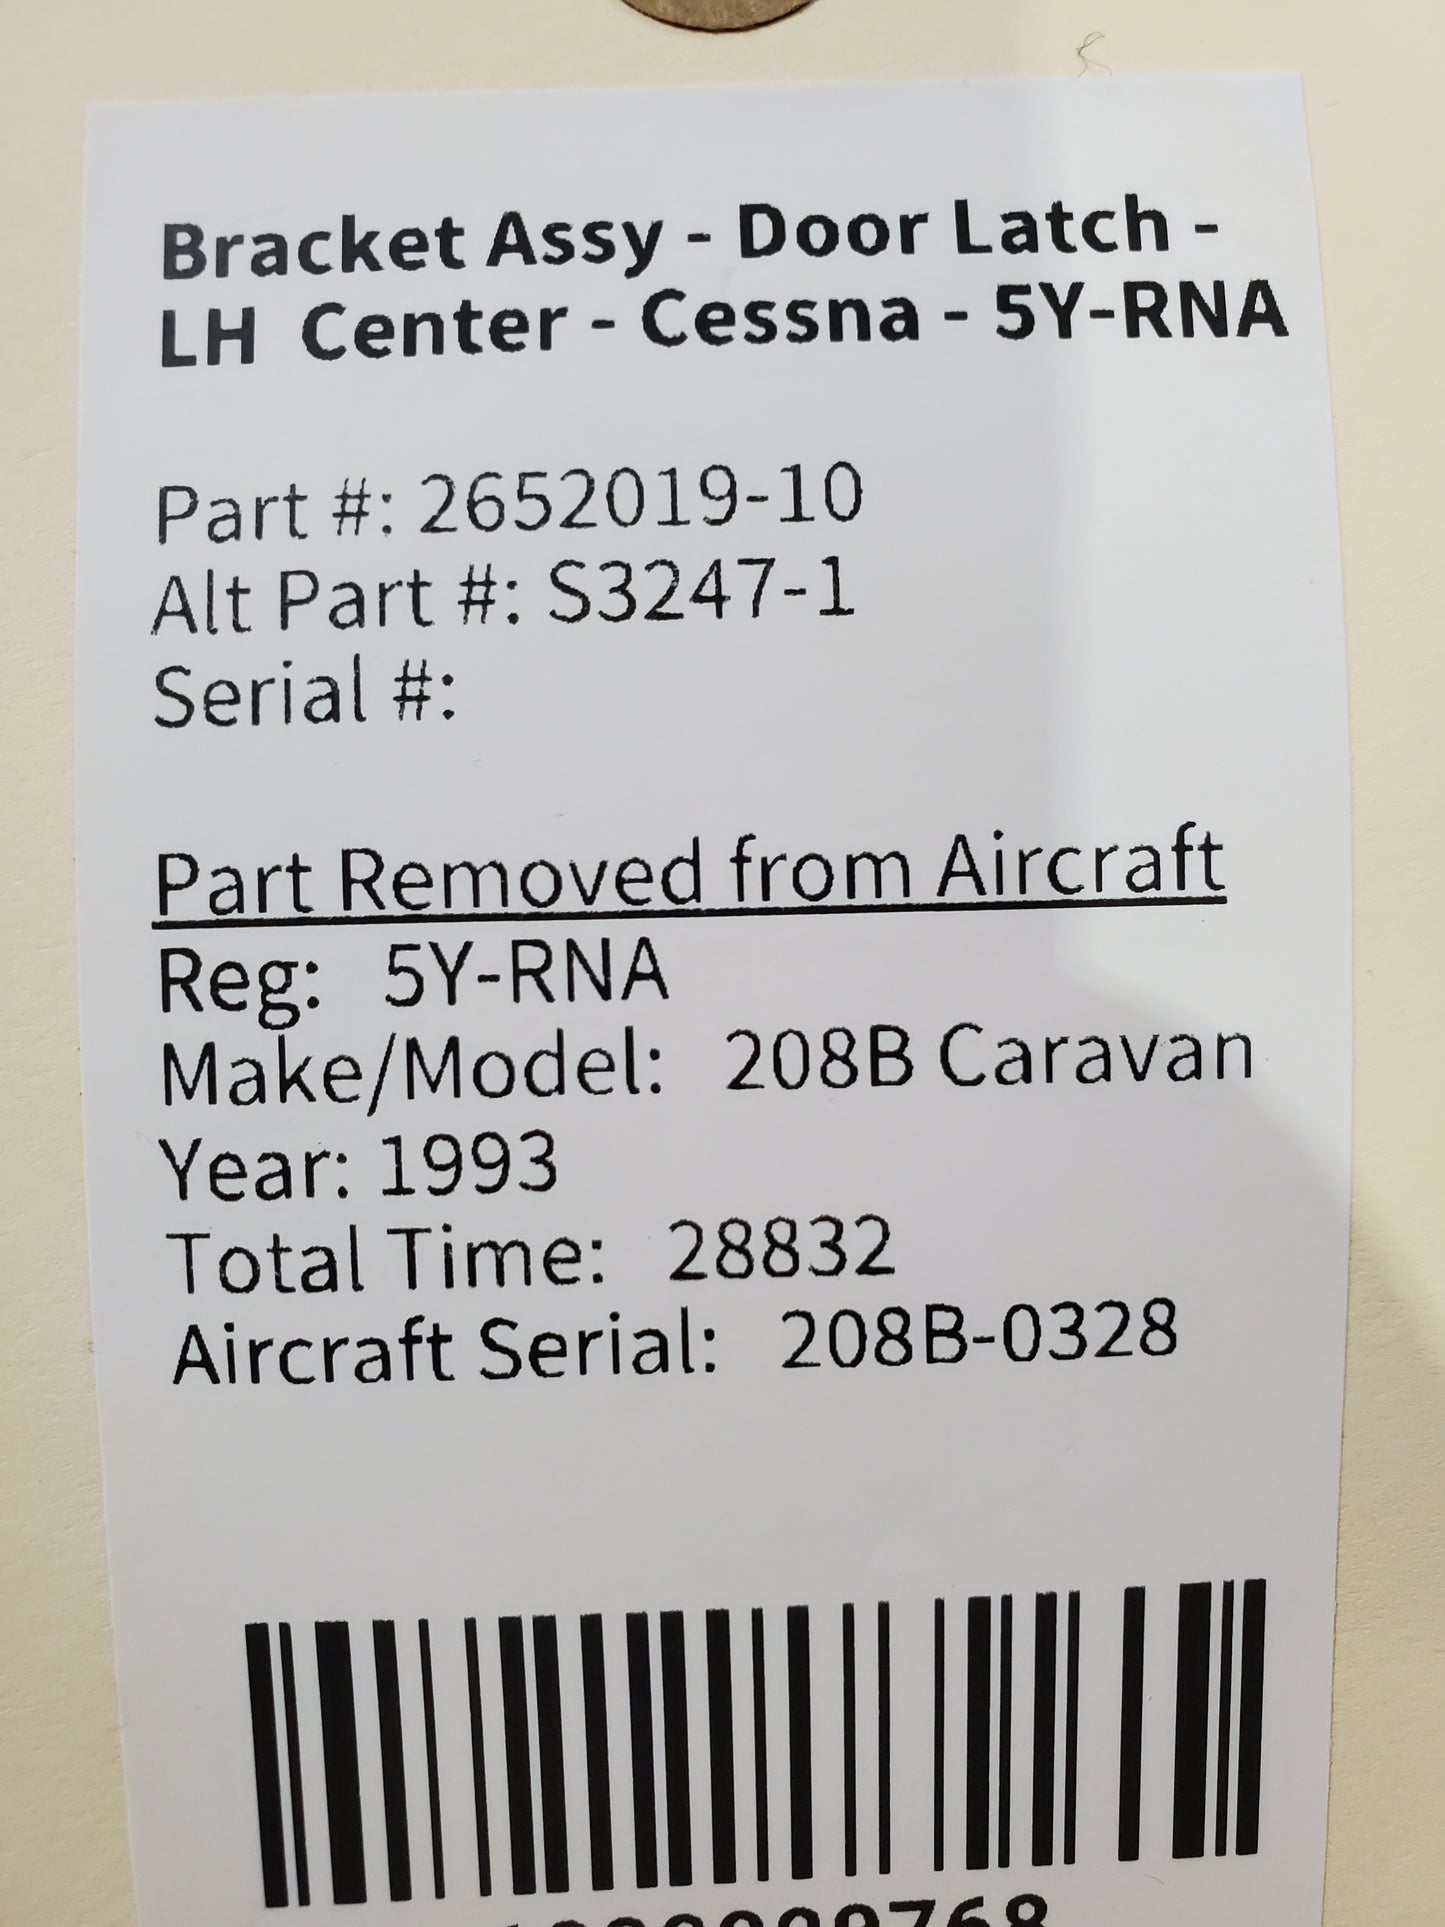 Bracket Assy - Door Latch -
LH Center - Cessna - 5Y-RNA
Part #: 2652019-10
Alt Part #: S3247-1
Serial #:
Part Removed from Aircraft
Reg: 5Y-RNA
Make/Model: 208B Caravan
Year: 1993
Total Time: 28832
Aircraft Serial: 208B-0328